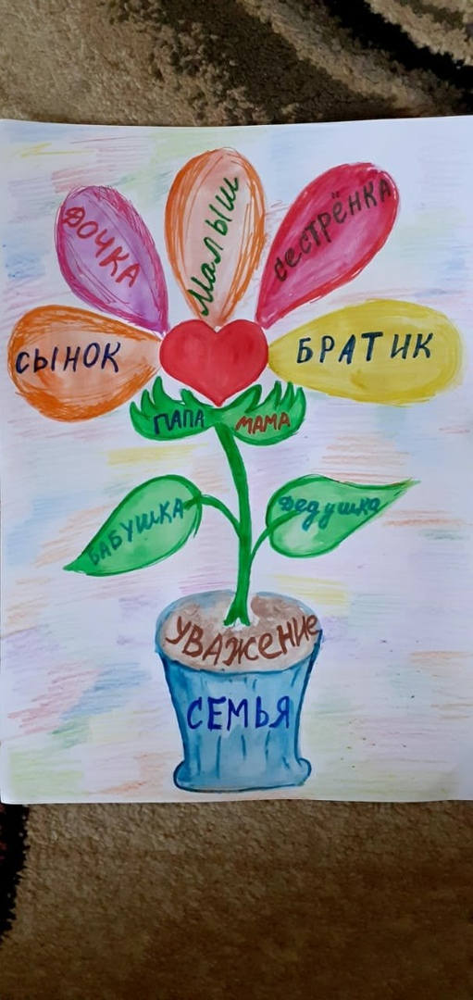 Малыш
ДОЧКА
сестрёнка
СЫНОК
БРАТИК
ПАПА
МАМА
БАБУШКА
Дедушка
УВАЖЕНИЕ
СЕМЬЯ